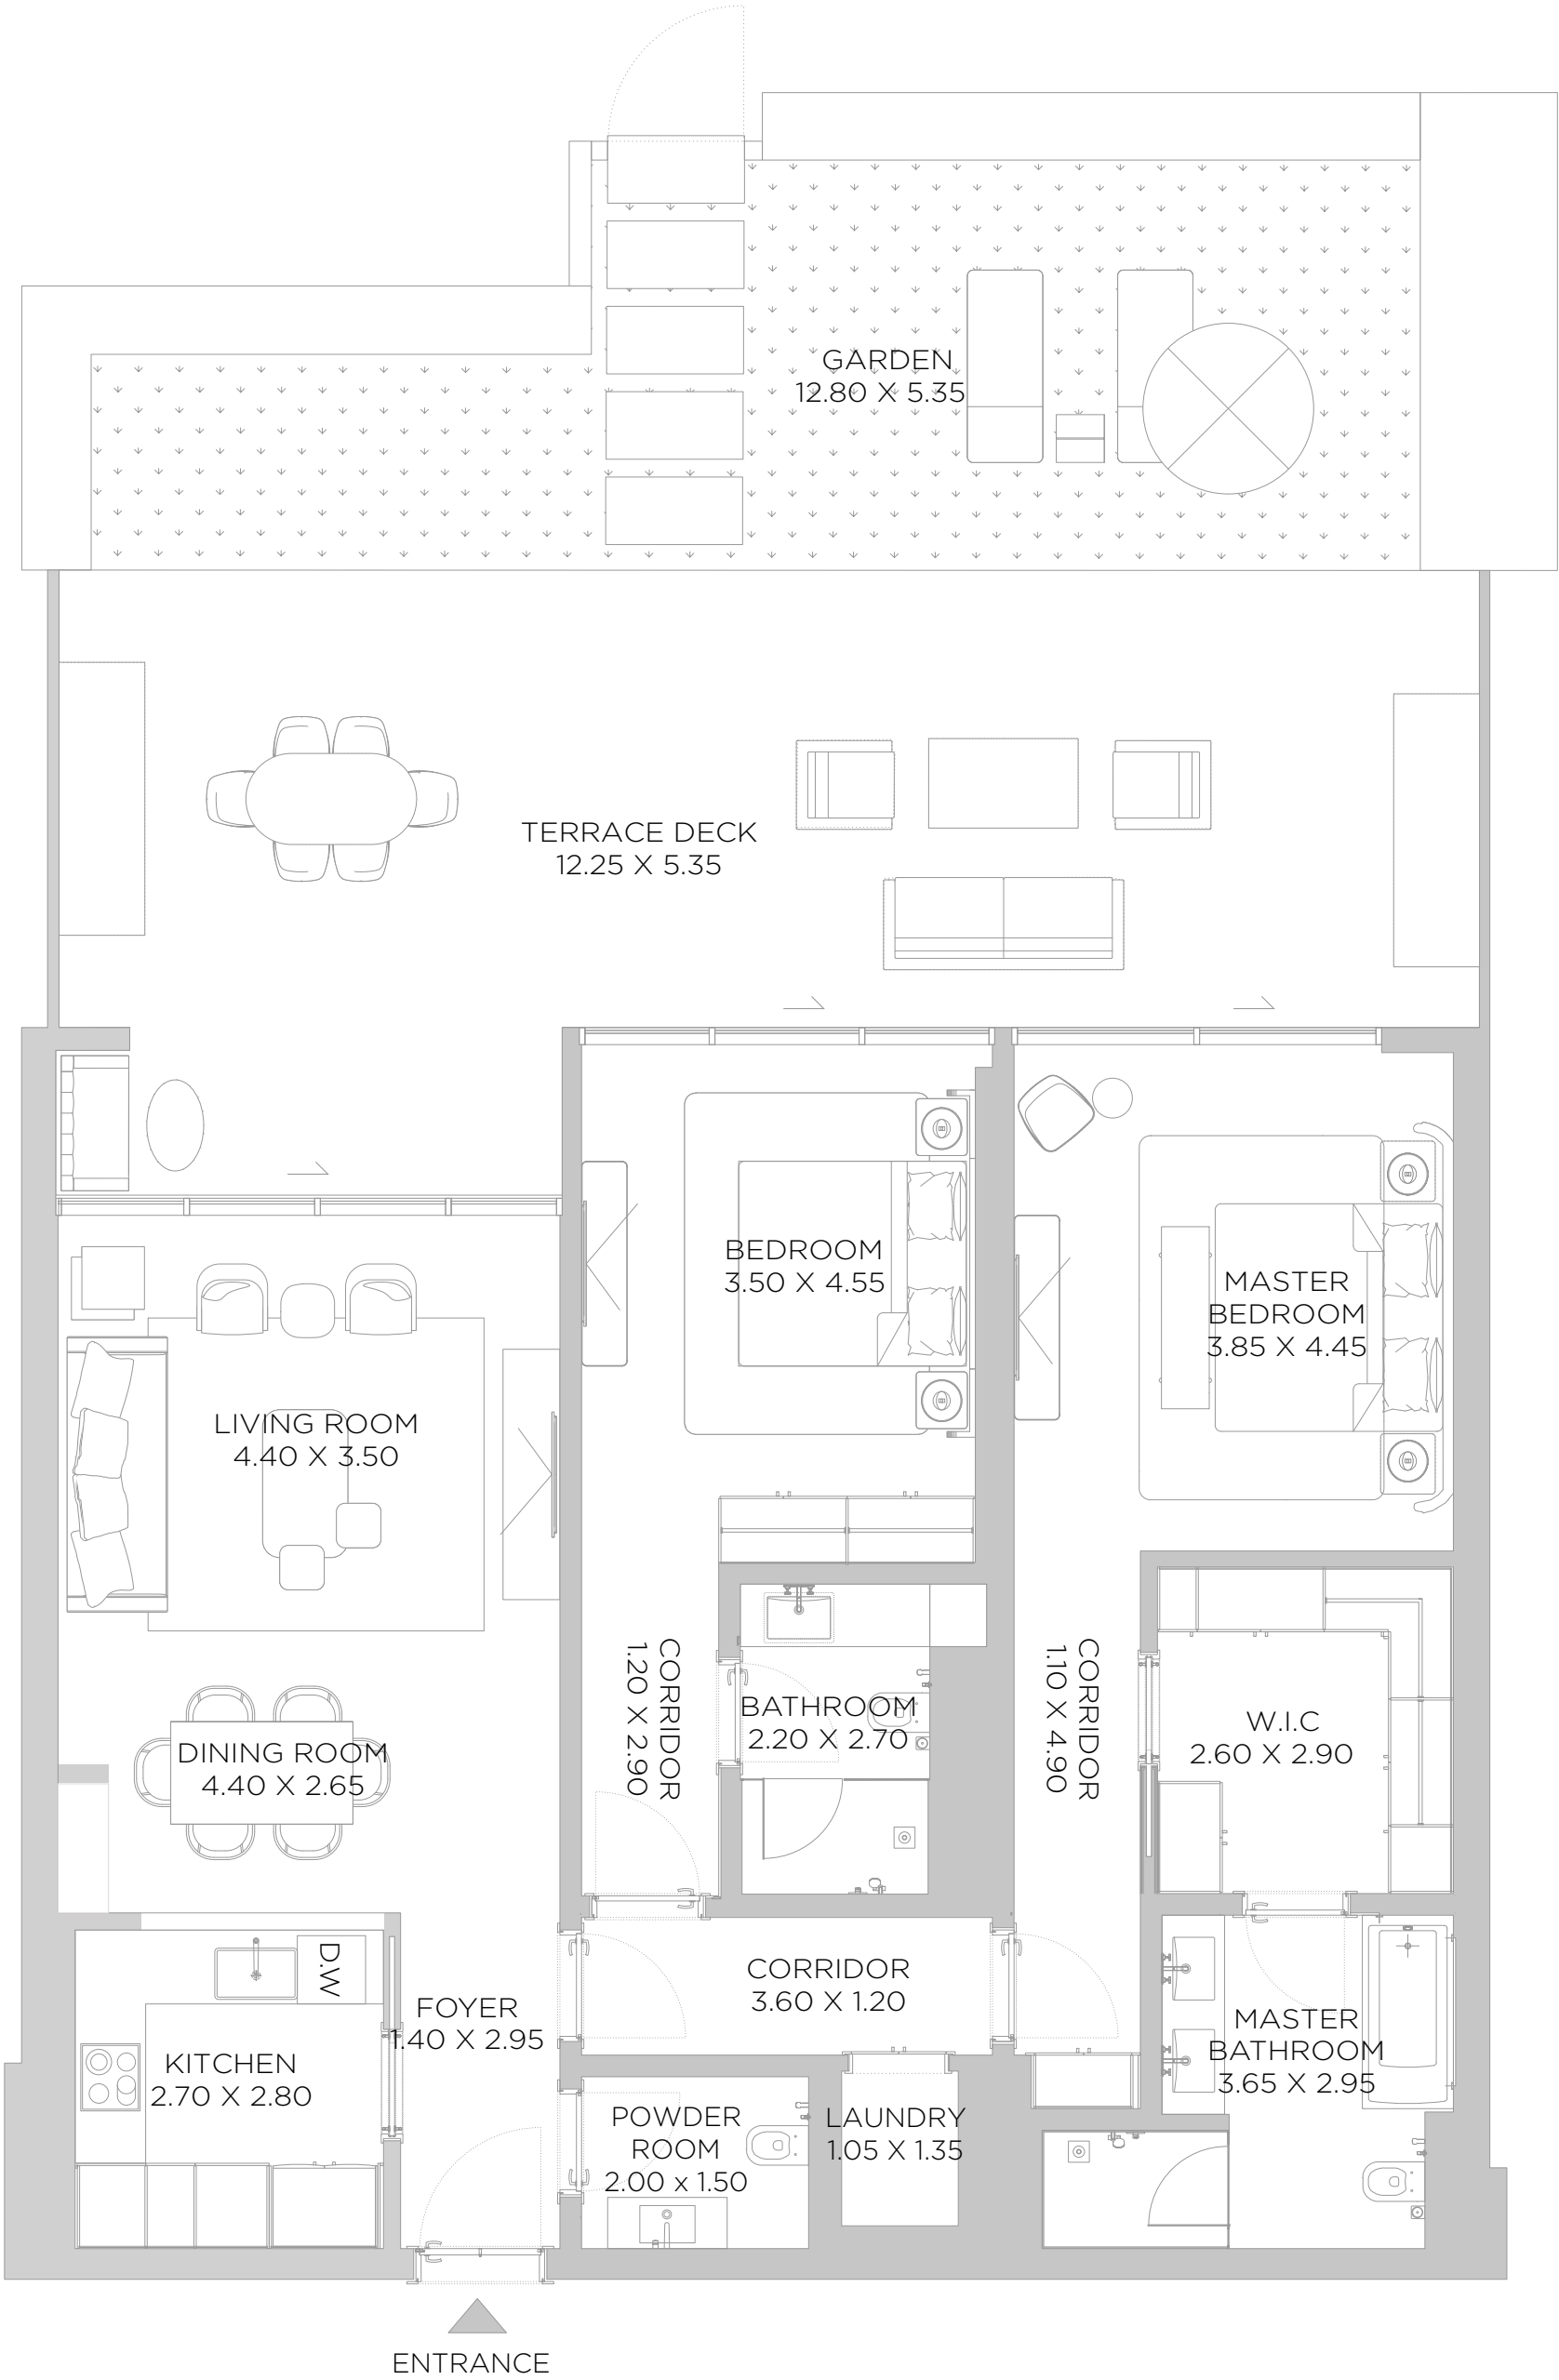 GARDEN
12.80 X 5.35
TERRACE DECK
12.25 X 5.35
BEDROOM
3.50 X 4.55
MASTER
BEDROOM
3.85 X 4.45
LIVING ROOM
4.40 X 3.50
CORRIDOR
1.20 X 2.90
BATHROOM
2.20 X 2.70
CORRIDOR
1.10 X 4.90
W.I.C
2.60 X 2.90
DINING ROOM
4.40 X 2.65
D.W
FOYER
1.40 X 2.95
CORRIDOR
3.60 X 1.20
KITCHEN
2.70 X 2.80
MASTER
BATHROOM
3.65 X 2.95
POWDER
ROOM
2.00 x 1.50
LAUNDRY
1.05 X 1.35
ENTRANCE